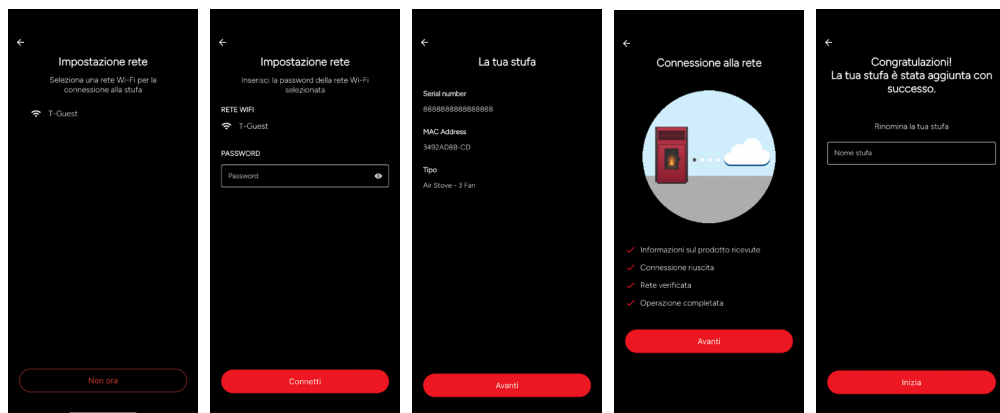 Impostazione rete
Seleziona una rete Wi-Fi per la
connessione alla stufa
T-Guest
Non ora
Impostazione rete
Inserisci la password della rete Wi-Fi
selezionata
RETE WIFI
T-Guest
PASSWORD
Password
Connetti
La tua stufa
Serial number
8888888888888888
MAC Address
3492AD8B-CD
Tipo
Air Stove - 3 Fan
Avanti
Connessione alla rete
Informazioni sul prodotto ricevute
Connessione riuscita
Rete verificata
Operazione completata
Avanti
Congratulazioni!
La tua stufa è stata aggiunta con
successo.
Rinomina la tua stufa
Nome stufa
Inizia